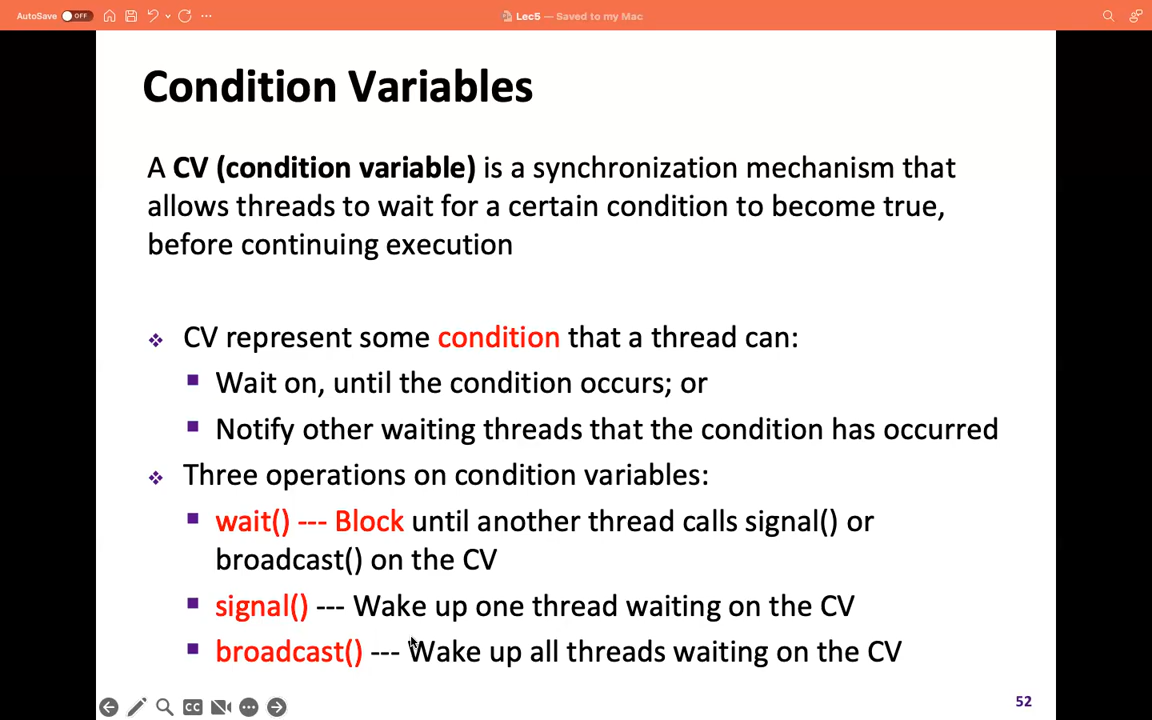 AutoSave OFF
Lec5 — Saved to my Mac
Condition Variables
A CV (condition variable) is a synchronization mechanism that
allows threads to wait for a certain condition to become true,
before continuing execution
CV represent some condition that a thread can:
Wait on, until the condition occurs; or
Notify other waiting threads that the condition has occurred
Three operations on condition variables:
wait() --- Block until another thread calls signal() or
broadcast() on the CV
signal() --- Wake up one thread waiting on the CV
broadcast() --- Wake up all threads waiting on the CV
CC
52